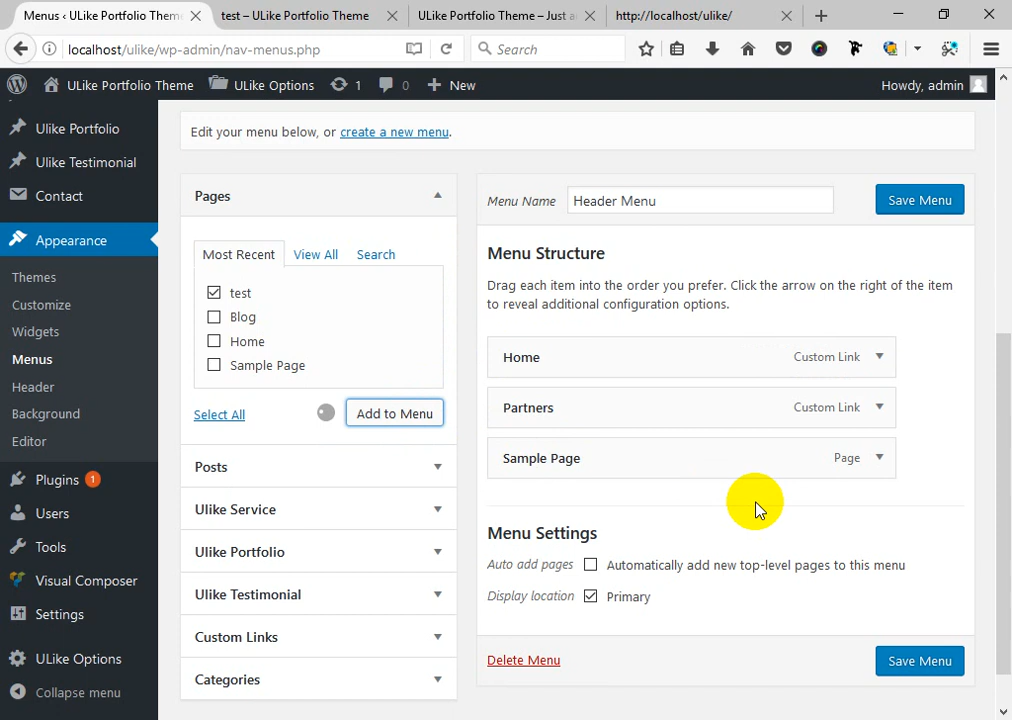 Menus ‹ ULike Portfolio Theme
test – ULike Portfolio Theme
ULike Portfolio Theme – Just a
http://localhost/ulike/
localhost/ulike/wp-admin/nav-menus.php
Search
ULike Portfolio Theme
ULike Options
1
0
New
Howdy, admin
Ulike Portfolio
Ulike Testimonial
Contact
Appearance
Themes
Customize
Widgets
Menus
Header
Background
Editor
Plugins 1
Users
Tools
Visual Composer
Settings
ULike Options
Collapse menu
Edit your menu below, or create a new menu.
Pages
Most Recent View All Search
test
Blog
Home
Sample Page
Select All
Add to Menu
Posts
Ulike Service
Ulike Portfolio
Ulike Testimonial
Custom Links
Categories
Menu Name Header Menu Save Menu
Menu Structure
Drag each item into the order you prefer. Click the arrow on the right of the item
to reveal additional configuration options.
Home Custom Link
Partners Custom Link
Sample Page Page
Menu Settings
Auto add pages Automatically add new top-level pages to this menu
Display location Primary
Delete Menu Save Menu